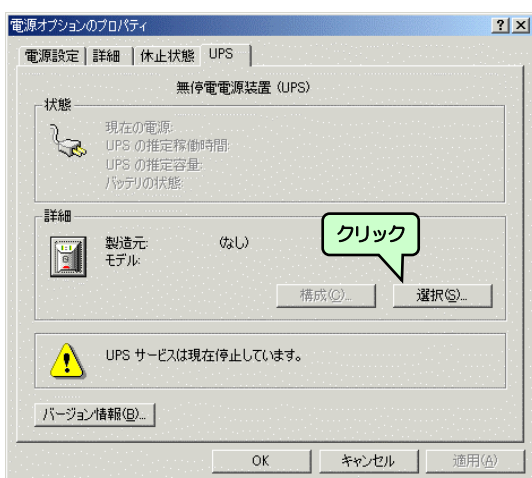 電源オプションのプロパティ
? ×
電源設定 詳細 休止状態 UPS
無停電電源装置 (UPS)
状態
現在の電源:
UPS の推定稼働時間:
UPS の推定容量:
バッテリの状態:
詳細
製造元: (なし)
モデル:
クリック
構成(O)... 選択(S)...
UPS サービスは現在停止しています。
バージョン情報(B)...
OK キャンセル 適用(A)